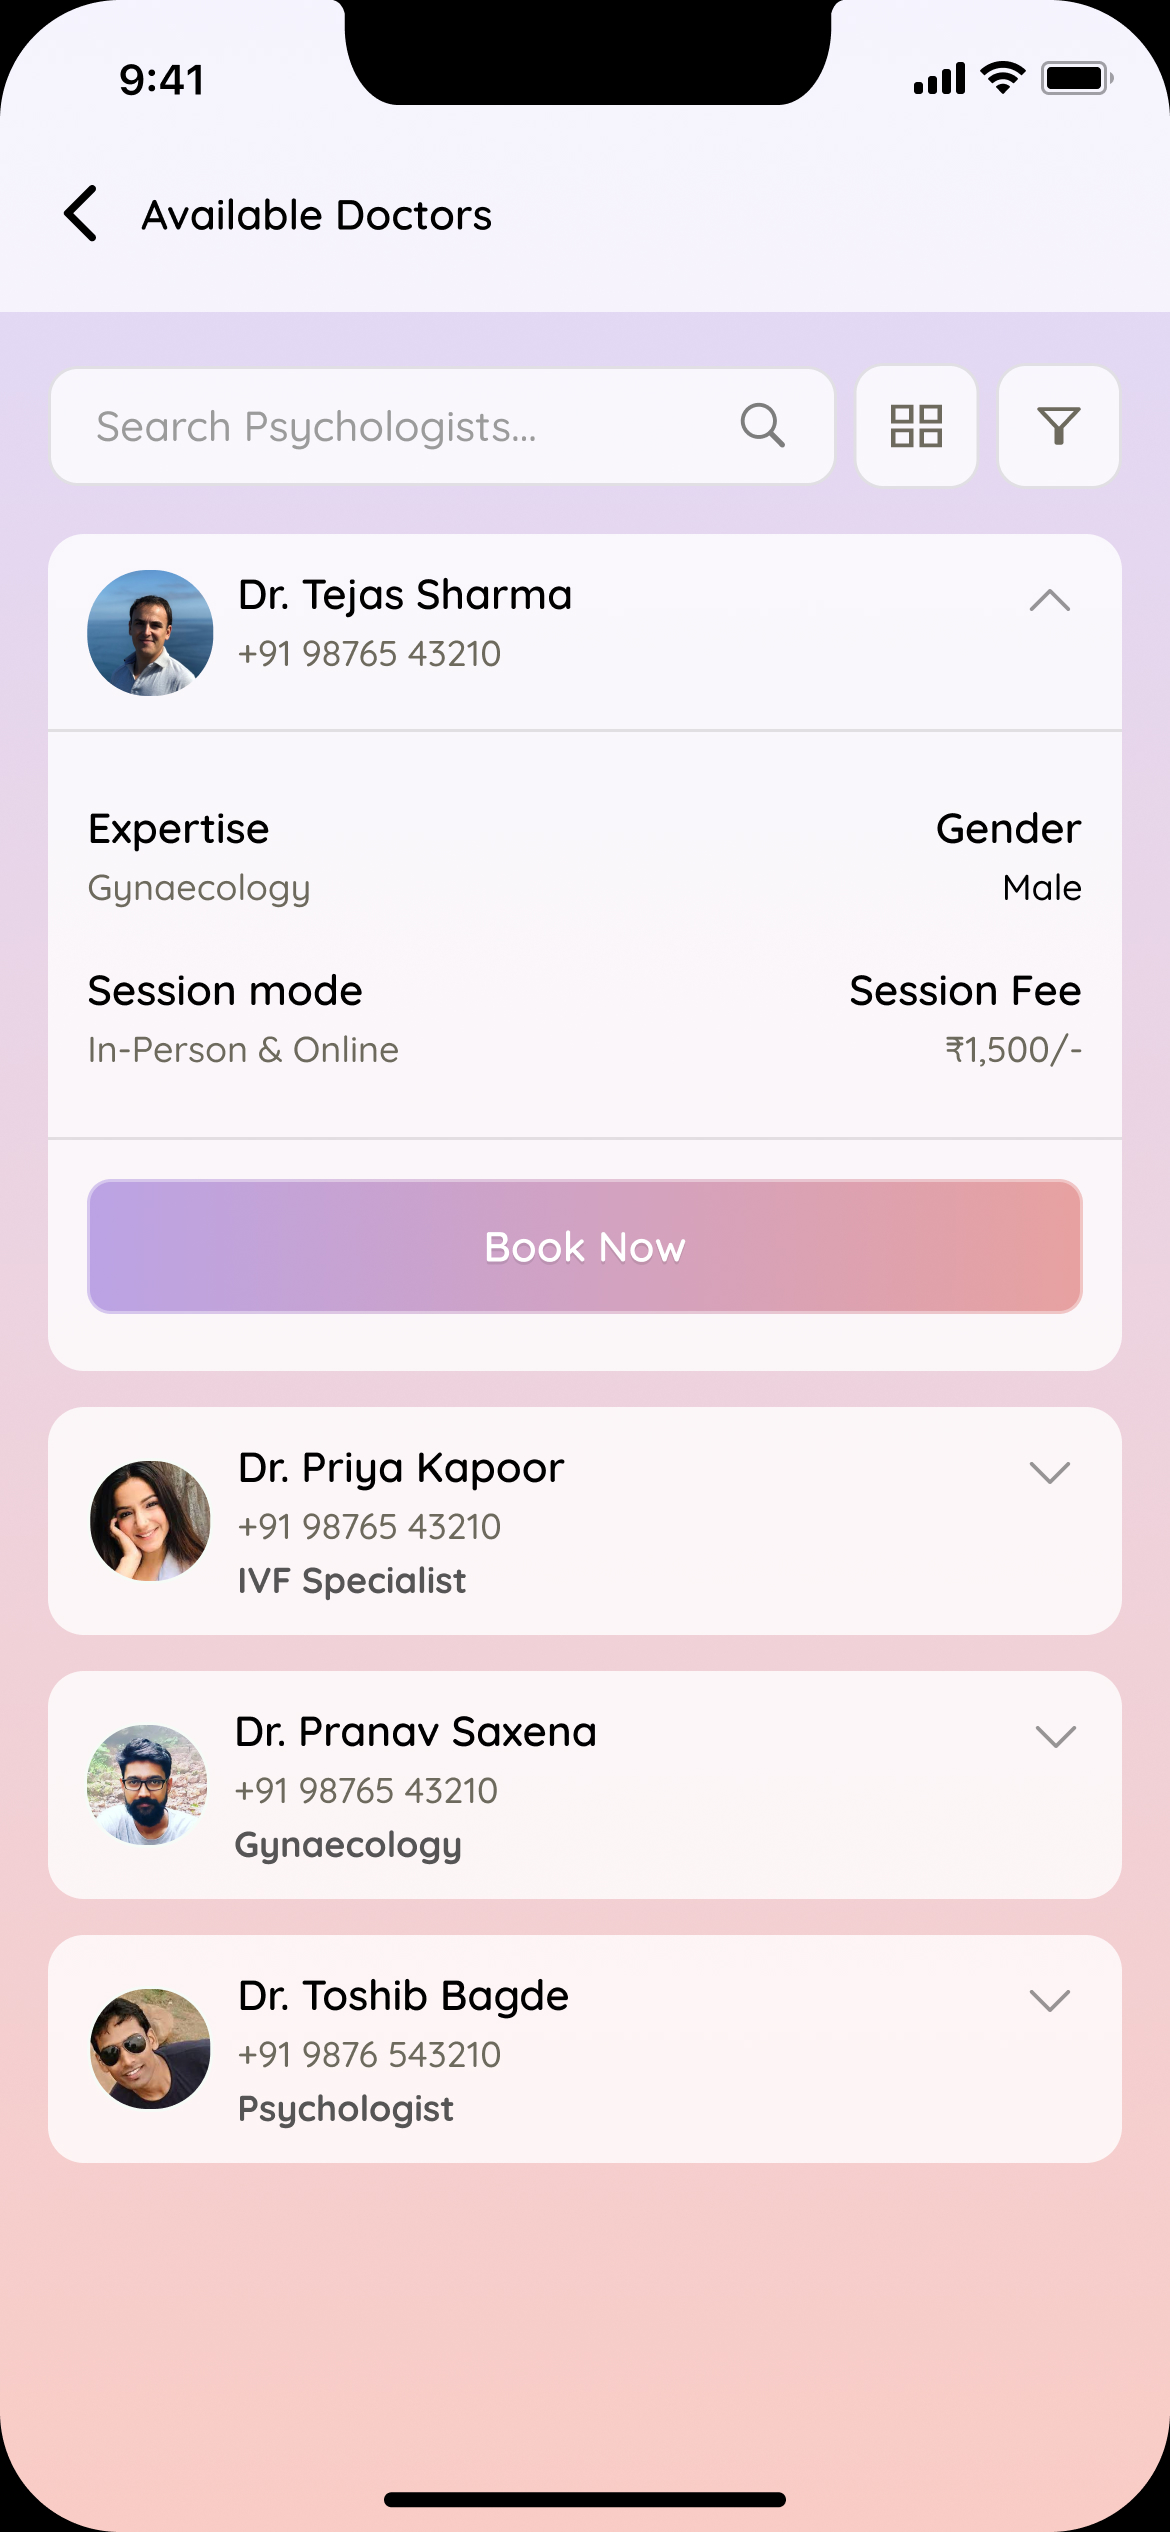 9:41
Available Doctors
Search Psychologists...
Dr. Tejas Sharma
+91 98765 43210
Expertise
Gender
Gynaecology
Male
Session mode
Session Fee
In-Person & Online
₹1,500/-
Book Now
Dr. Priya Kapoor
+91 98765 43210
IVF Specialist
Dr. Pranav Saxena
+91 98765 43210
Gynaecology
Dr. Toshib Bagde
+91 9876 543210
Psychologist